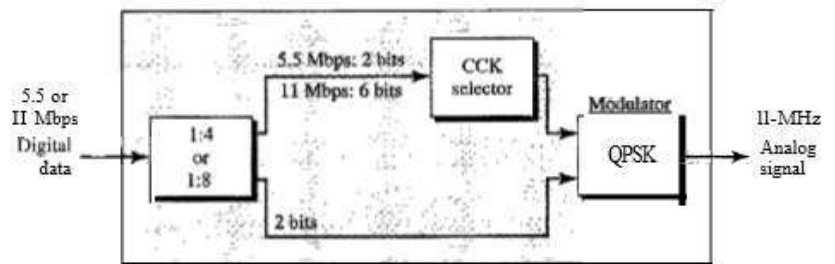 5.5 or
II Mbps
Digital
data
1:4
or
1:8
5.5 Mbps: 2 bits
11 Mbps: 6 bits
CCK
selector
2 bits
Modulator
QPSK
11-MHz
Analog
signal